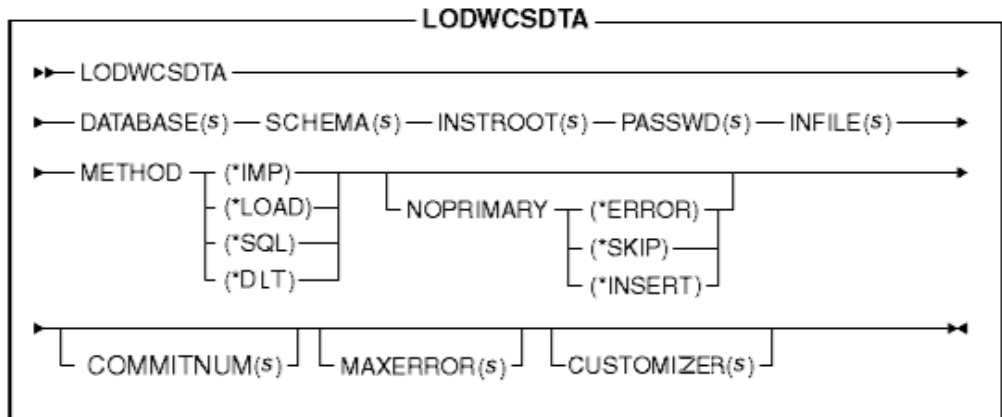 LODWCSDTA
LODWCSDTA
DATABASE(s) SCHEMA(s) INSTROOT(s) PASSWD(s) INFILE(s)
METHOD (*IMP)
(*LOAD)
(*SQL)
(*DLT)
NOPRIMARY (*ERROR)
(*SKIP)
(*INSERT)
COMMITNUM(s) MAXERROR(s) CUSTOMIZER(s)